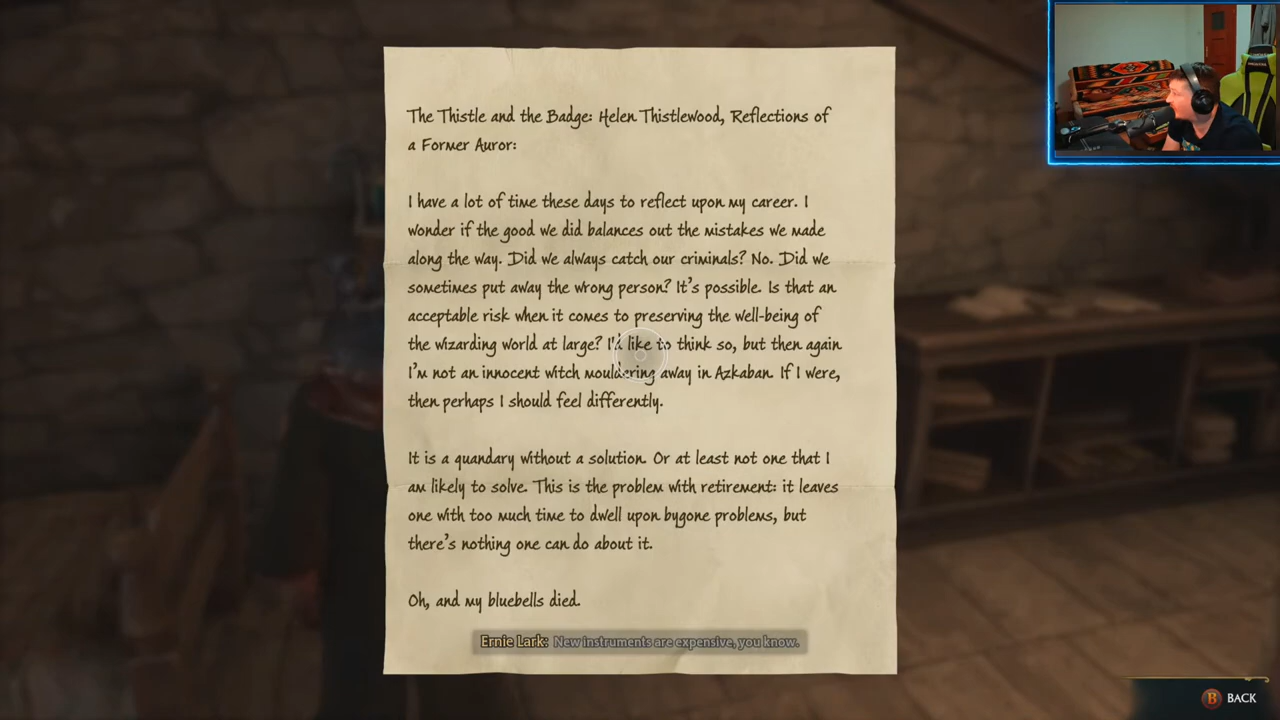 The Thistle and the Badge: Helen Thistlewood, Reflections of
a Former Auror:
I have a lot of time these days to reflect upon my career. I
wonder if the good we did balances out the mistakes we made
along the way. Did we always catch our criminals? No. Did we
sometimes put away the wrong person? It's possible. Is that an
acceptable risk when it comes to preserving the well-being of
the wizarding world at large? I'd like to think so, but then again
I'm not an innocent witch mouldering away in Azkaban. If I were,
then perhaps I should feel differently.
It is a quandary without a solution. Or at least not one that I
am likely to solve. This is the problem with retirement: it leaves
one with too much time to dwell upon bygone problems, but
there's nothing one can do about it.
Oh, and my bluebells died.
Ernie Lark: New instruments are expensive, you know.
B BACK